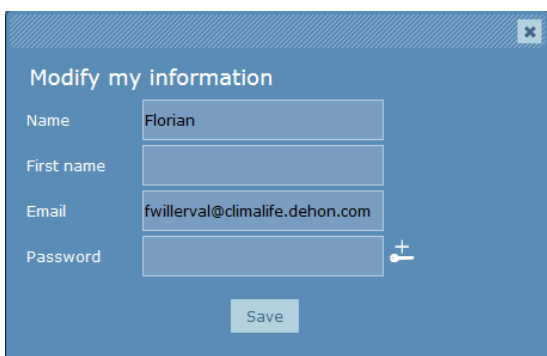 Modify my information
Name Florian
First name
Email fwillerval@climalife.dehon.com
Password
Save